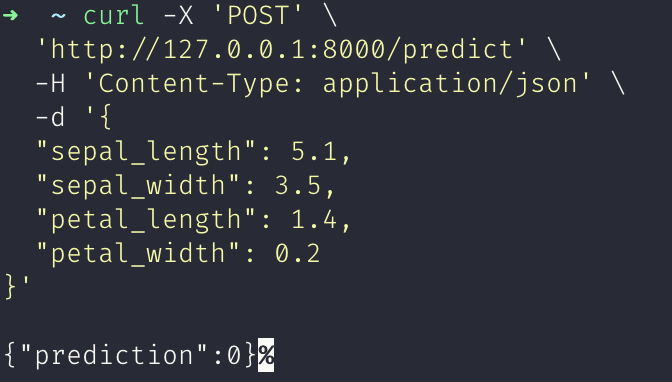 ➜  ~ curl -X 'POST' \
  'http://127.0.0.1:8000/predict' \
  -H 'Content-Type: application/json' \
  -d '{
  "sepal_length": 5.1,
  "sepal_width": 3.5,
  "petal_length": 1.4,
  "petal_width": 0.2
}'

{"prediction":0}%